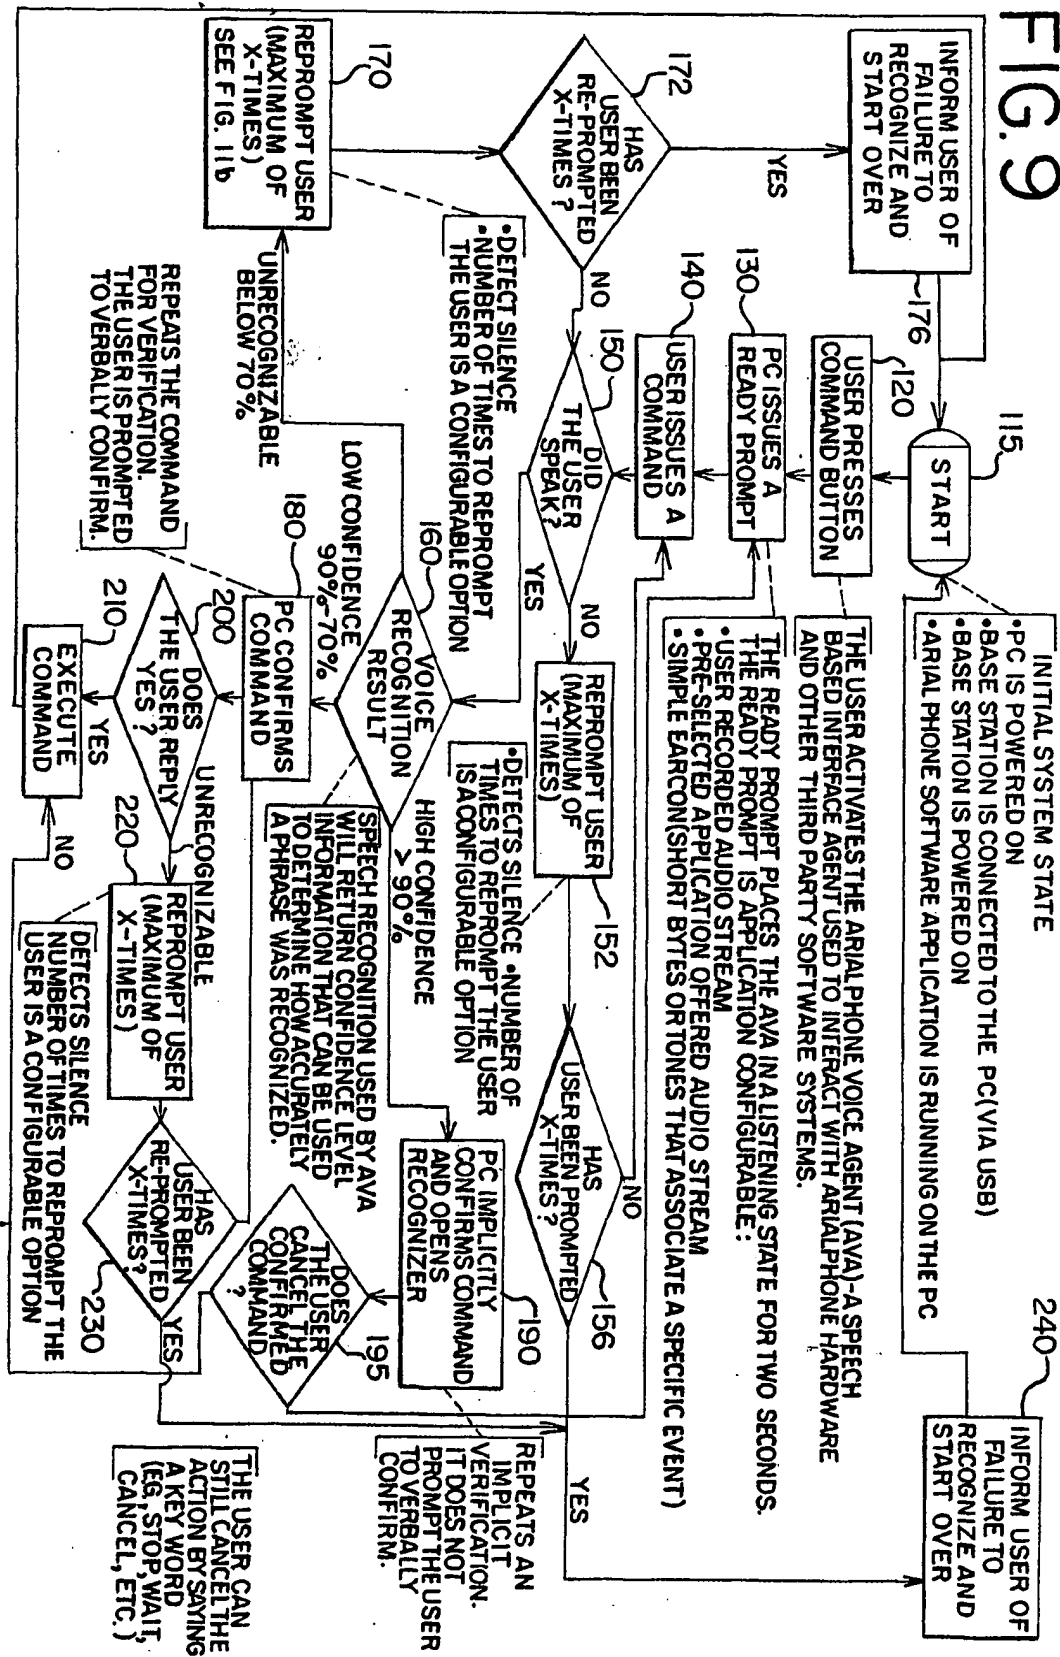 FIG. 9
INFORM USER OF
FAILURE TO
RECOGNIZE AND
START OVER
176
115
START
INITIAL SYSTEM STATE
•PC IS POWERED ON
•BASE STATION IS CONNECTED TO THE PC (VIA USB)
•BASE STATION IS POWERED ON
•ARIAL PHONE SOFTWARE APPLICATION IS RUNNING ON THE PC
240
INFORM USER OF
FAILURE TO
RECOGNIZE AND
START OVER
120
USER PRESSES
COMMAND BUTTON
THE USER ACTIVATES THE ARIALPHONE VOICE AGENT (AVA)-A SPEECH
BASED INTERFACE AGENT USED TO INTERACT WITH ARIALPHONE HARDWARE
AND OTHER THIRD PARTY SOFTWARE SYSTEMS.
130
PC ISSUES A
READY PROMPT
THE READY PROMPT PLACES THE AVA IN A LISTENING STATE FOR TWO SECONDS.
THE READY PROMPT IS APPLICATION CONFIGURABLE:
•USER RECORDED AUDIO STREAM
•PRE-SELECTED APPLICATION OFFERED AUDIO STREAM
•SIMPLE EARCON (SHORT BYTES OR TONES THAT ASSOCIATE A SPECIFIC EVENT)
140
USER ISSUES A
COMMAND
YES
172
HAS
USER BEEN
RE-PROMPTED
X-TIMES ?
NO
150
DID
THE USER
SPEAK?
NO
YES
REPROMPT USER
(MAXIMUM OF
X-TIMES)
152
•DETECTS SILENCE •NUMBER OF
TIMES TO REPROMPT THE USER
IS A CONFIGURABLE OPTION
HAS
USER BEEN PROMPTED
X-TIMES?
156
NO
YES
170
REPROMPT USER
(MAXIMUM OF
X-TIMES)
SEE FIG. 11b
•DETECT SILENCE
•NUMBER OF TIMES TO REPROMPT
THE USER IS A CONFIGURABLE OPTION
UNRECOGNIZABLE
BELOW 70%
160
VOICE
RECOGNITION
RESULT
LOW CONFIDENCE
90%-70%
HIGH CONFIDENCE
> 90%
SPEECH RECOGNITION USED BY AVA
WILL RETURN CONFIDENCE LEVEL
INFORMATION THAT CAN BE USED
TO DETERMINE HOW ACCURATELY
A PHRASE WAS RECOGNIZED.
PC IMPLICITLY
CONFIRMS COMMAND
AND OPENS
RECOGNIZER
190
REPEATS AN
IMPLICIT
VERIFICATION.
IT DOES NOT
PROMPT THE USER
TO VERBALLY
CONFIRM.
180
PC CONFIRMS
COMMAND
REPEATS THE COMMAND
FOR VERIFICATION.
THE USER IS PROMPTED
TO VERBALLY CONFIRM.
DOES
THE USER
CANCEL THE
CONFIRMED
COMMAND
?
195
THE USER CAN
STILL CANCEL THE
ACTION BY SAYING
A KEY WORD
(EG., STOP, WAIT,
CANCEL, ETC.)
200
DOES
THE USER REPLY
YES ?
YES
UNRECOGNIZABLE
210
EXECUTE
COMMAND
NO
220
REPROMPT USER
(MAXIMUM OF
X-TIMES)
DETECTS SILENCE
NUMBER OF TIMES TO REPROMPT THE
USER IS A CONFIGURABLE OPTION
HAS
USER BEEN
RE-PROMPTED
X-TIMES?
230
YES